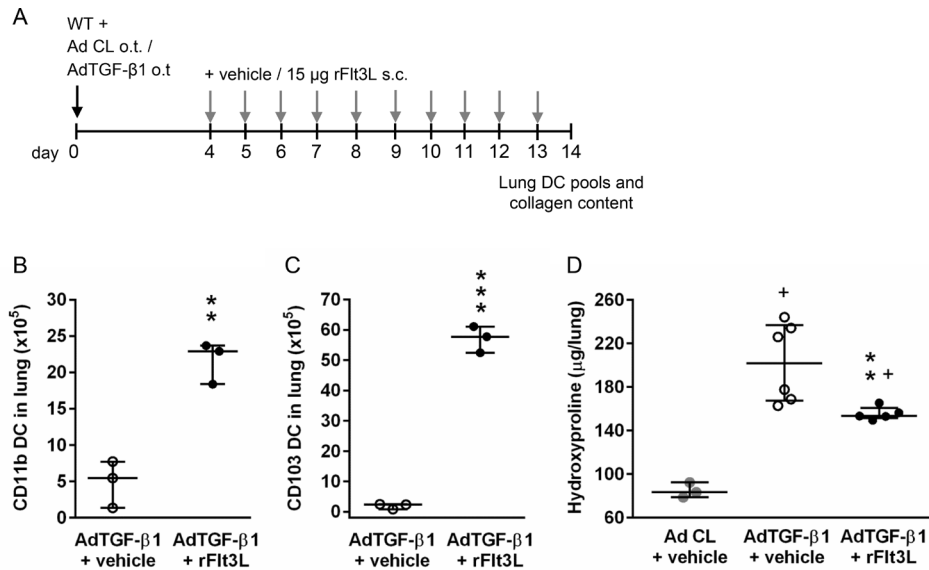 A
WT +
Ad CL o.t. /
AdTGF-β1 o.t
+ vehicle / 15 µg rFlt3L s.c.
day 0 4 5 6 7 8 9 10 11 12 13 14
Lung DC pools and
collagen content
B
CD11b DC in lung (x10⁵)
30
25
20
15
10
5
0
*
*
AdTGF-β1 AdTGF-β1
+ vehicle + rFlt3L
C
CD103 DC in lung (x10⁵)
70
60
50
40
30
20
10
0
*
*
*
AdTGF-β1 AdTGF-β1
+ vehicle + rFlt3L
D
Hydroxyproline (µg/lung)
260
220
180
140
100
60
+
*
* +
Ad CL AdTGF-β1 AdTGF-β1
+ vehicle + vehicle + rFlt3L